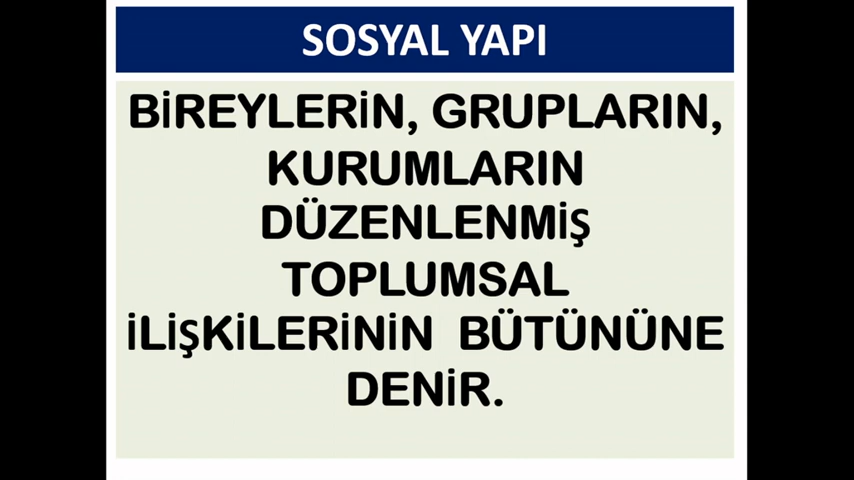 SOSYAL YAPI
BİREYLERİN, GRUPLARIN,
KURUMLARIN
DÜZENLENMİŞ
TOPLUMSAL
İLİŞKİLERİNİN BÜTÜNÜNE
DENİR.